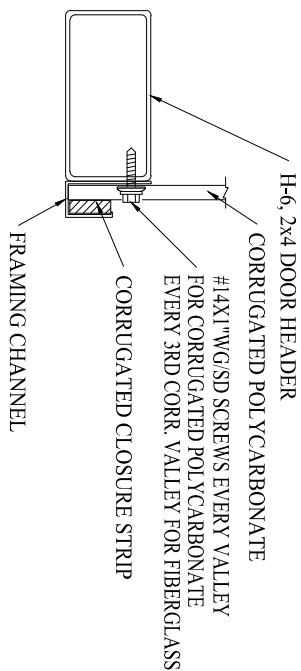 H-6, 2x4 DOOR HEADER
CORRUGATED POLYCARBONATE
#14X1"WG/SD SCREWS EVERY VALLEY
FOR CORRUGATED POLYCARBONATE
EVERY 3RD CORR. VALLEY FOR FIBERGLASS
CORRUGATED CLOSURE STRIP
FRAMING CHANNEL